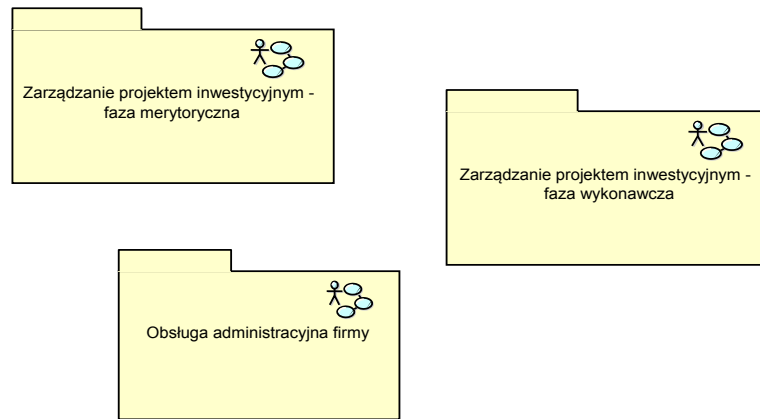 Zarządzanie projektem inwestycyjnym -
faza merytoryczna
Zarządzanie projektem inwestycyjnym -
faza wykonawcza
Obsługa administracyjna firmy